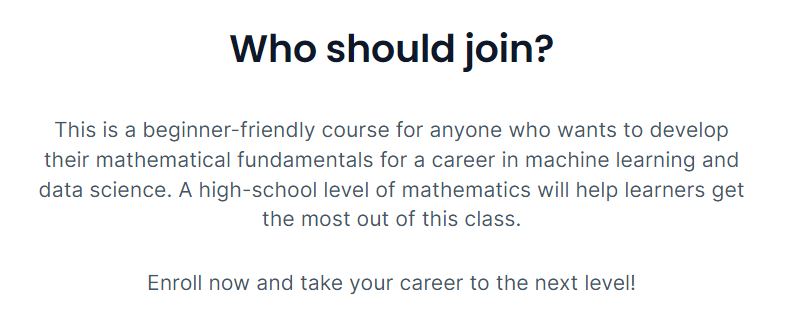 Who should join?
This is a beginner-friendly course for anyone who wants to develop
their mathematical fundamentals for a career in machine learning and
data science. A high-school level of mathematics will help learners get
the most out of this class.
Enroll now and take your career to the next level!